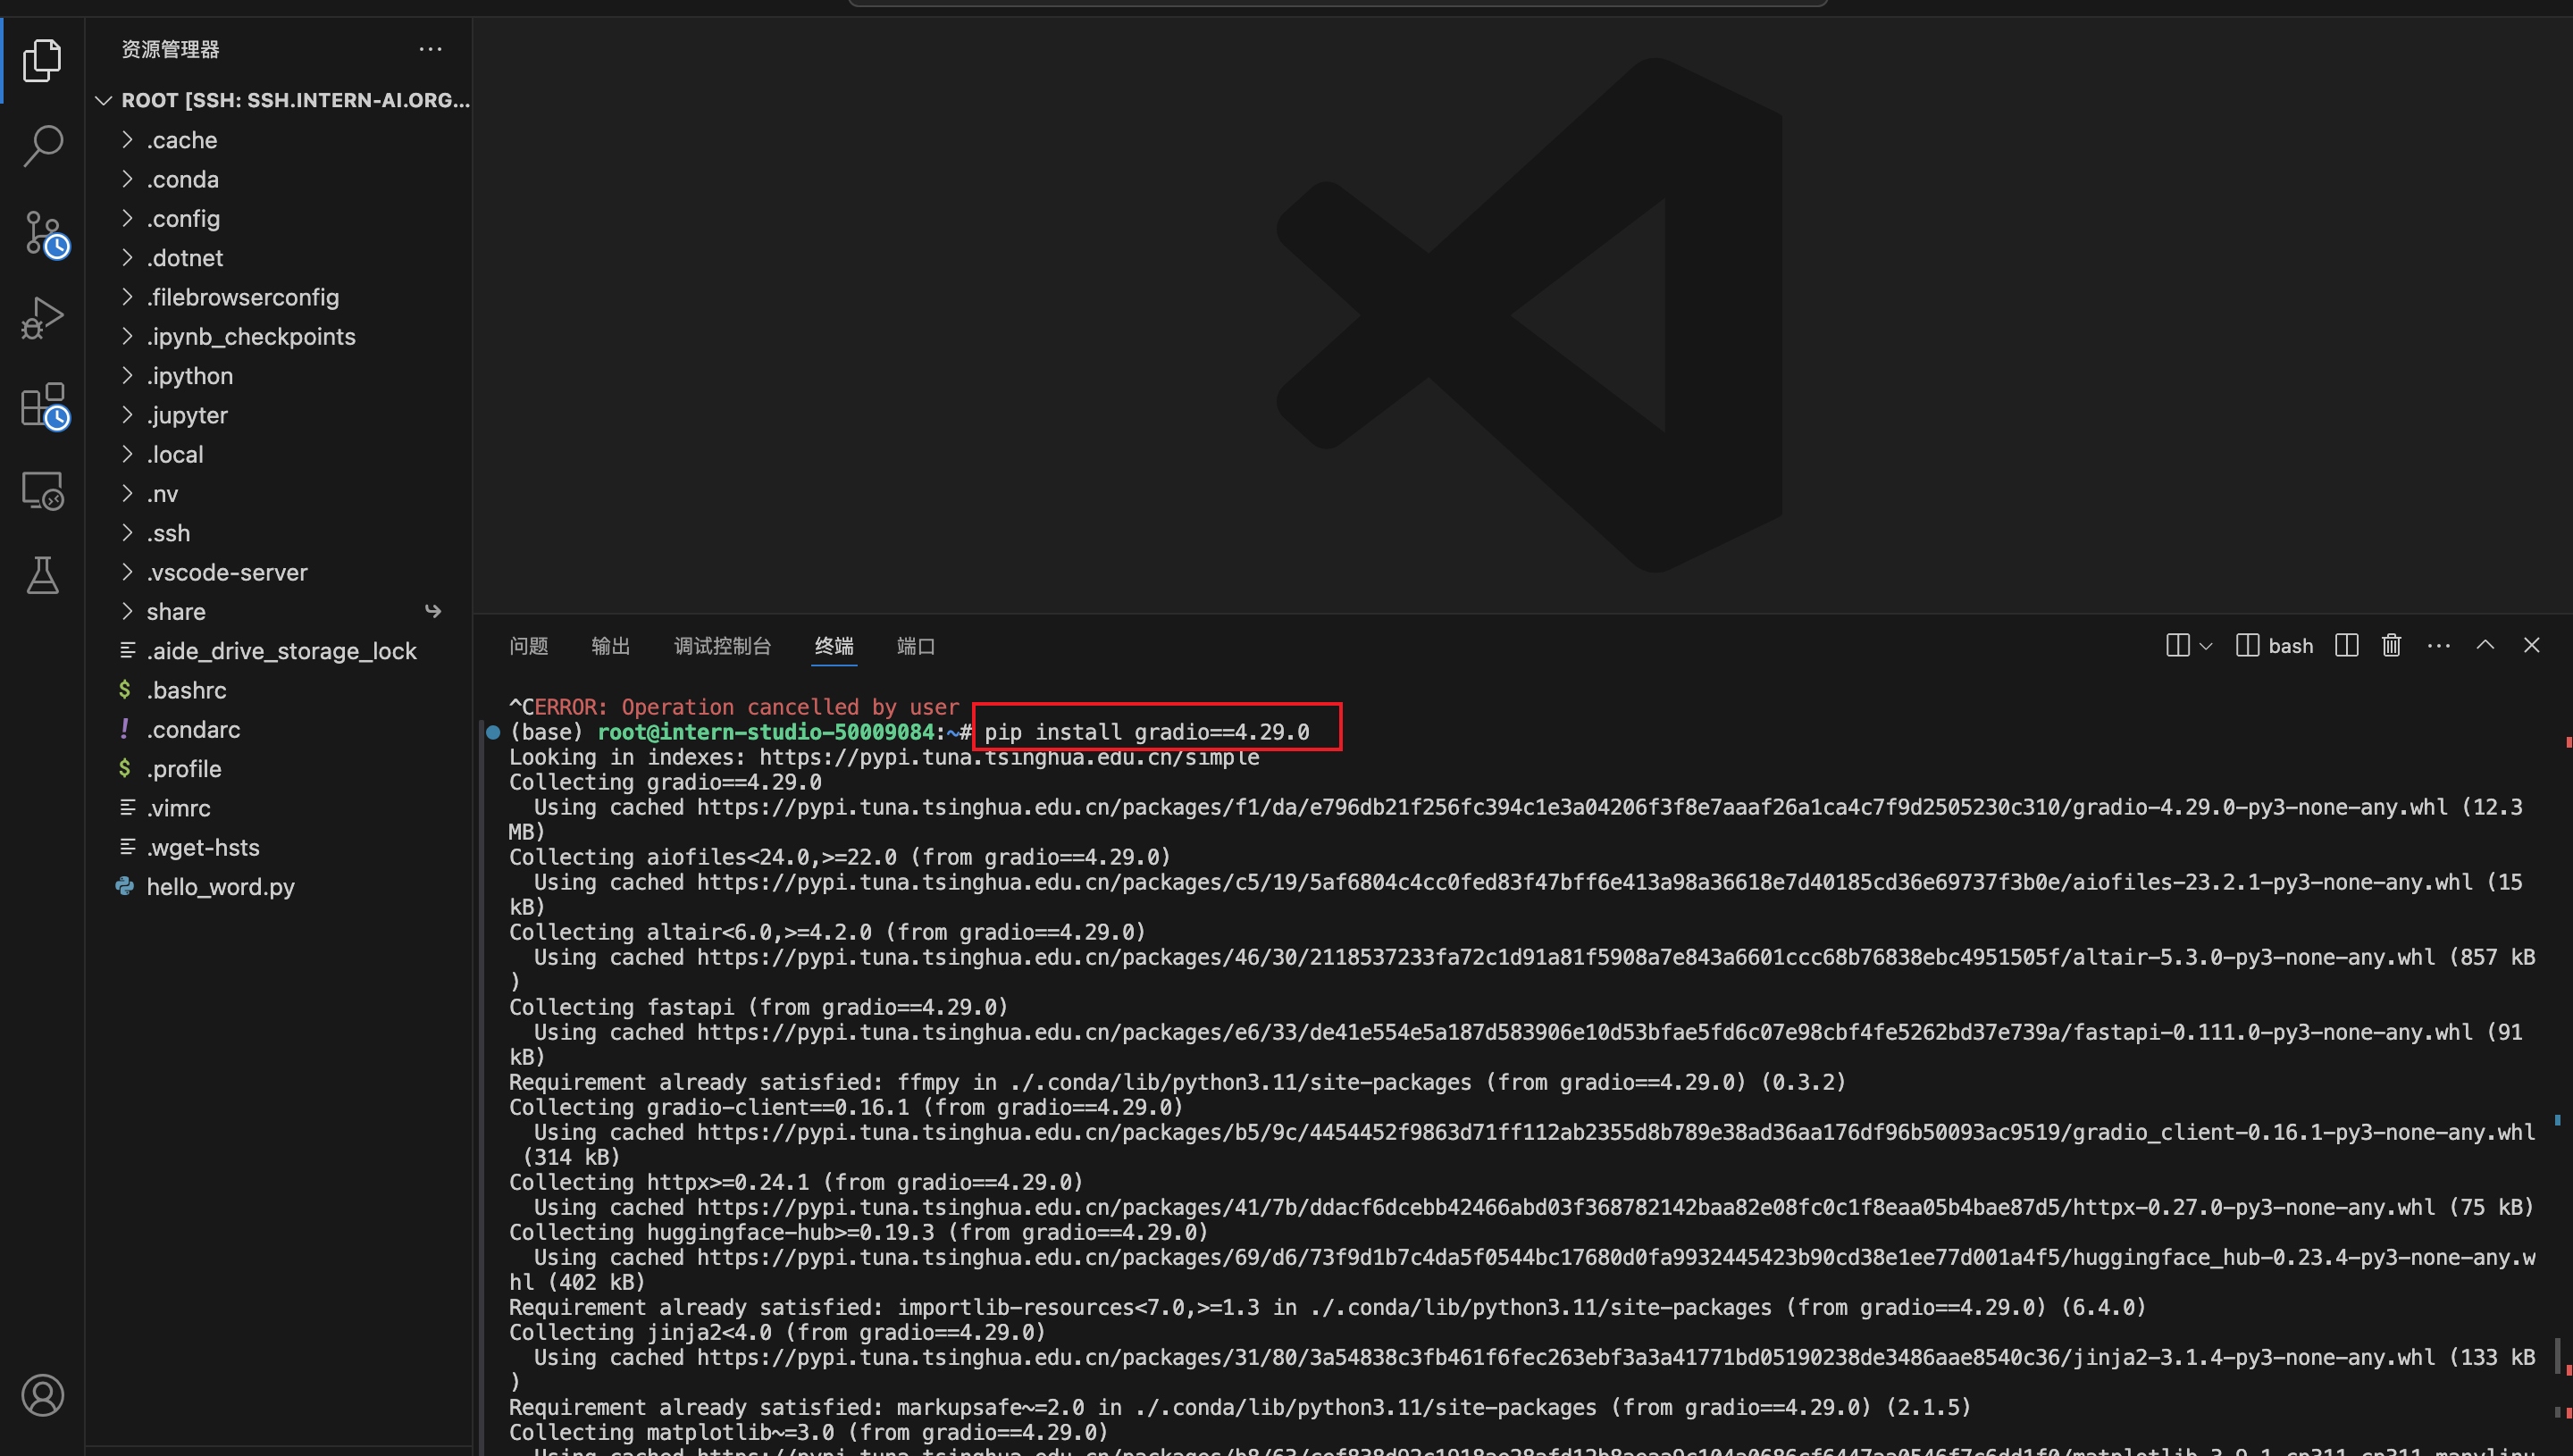 资源管理器
ROOT [SSH: SSH.INTERN-AI.ORG...
.cache
.conda
.config
.dotnet
.filebrowserconfig
.ipynb_checkpoints
.ipython
.jupyter
.local
.nv
.ssh
.vscode-server
share
.aide_drive_storage_lock
.bashrc
.condarc
.profile
.vimrc
.wget-hsts
hello_word.py
问题 输出 调试控制台 终端 端口 bash
^CERROR: Operation cancelled by user
(base) root@intern-studio-50009084:~# pip install gradio==4.29.0
Looking in indexes: https://pypi.tuna.tsinghua.edu.cn/simple
Collecting gradio==4.29.0
  Using cached https://pypi.tuna.tsinghua.edu.cn/packages/f1/da/e796db21f256fc394c1e3a04206f3f8e7aaaf26a1ca4c7f9d2505230c310/gradio-4.29.0-py3-none-any.whl (12.3
MB)
Collecting aiofiles<24.0,>=22.0 (from gradio==4.29.0)
  Using cached https://pypi.tuna.tsinghua.edu.cn/packages/c5/19/5af6804c4cc0fed83f47bff6e413a98a36618e7d40185cd36e69737f3b0e/aiofiles-23.2.1-py3-none-any.whl (15
kB)
Collecting altair<6.0,>=4.2.0 (from gradio==4.29.0)
  Using cached https://pypi.tuna.tsinghua.edu.cn/packages/46/30/2118537233fa72c1d91a81f5908a7e843a6601ccc68b76838ebc4951505f/altair-5.3.0-py3-none-any.whl (857 kB
)
Collecting fastapi (from gradio==4.29.0)
  Using cached https://pypi.tuna.tsinghua.edu.cn/packages/e6/33/de41e554e5a187d583906e10d53bfae5fd6c07e98cbf4fe5262bd37e739a/fastapi-0.111.0-py3-none-any.whl (91
kB)
Requirement already satisfied: ffmpy in ./.conda/lib/python3.11/site-packages (from gradio==4.29.0) (0.3.2)
Collecting gradio-client==0.16.1 (from gradio==4.29.0)
  Using cached https://pypi.tuna.tsinghua.edu.cn/packages/b5/9c/4454452f9863d71ff112ab2355d8b789e38ad36aa176df96b50093ac9519/gradio_client-0.16.1-py3-none-any.whl
 (314 kB)
Collecting httpx>=0.24.1 (from gradio==4.29.0)
  Using cached https://pypi.tuna.tsinghua.edu.cn/packages/41/7b/ddacf6dcebb42466abd03f368782142baa82e08fc0c1f8eaa05b4bae87d5/httpx-0.27.0-py3-none-any.whl (75 kB)
Collecting huggingface-hub>=0.19.3 (from gradio==4.29.0)
  Using cached https://pypi.tuna.tsinghua.edu.cn/packages/69/d6/73f9d1b7c4da5f0544bc17680d0fa9932445423b90cd38e1ee77d001a4f5/huggingface_hub-0.23.4-py3-none-any.w
hl (402 kB)
Requirement already satisfied: importlib-resources<7.0,>=1.3 in ./.conda/lib/python3.11/site-packages (from gradio==4.29.0) (6.4.0)
Collecting jinja2<4.0 (from gradio==4.29.0)
  Using cached https://pypi.tuna.tsinghua.edu.cn/packages/31/80/3a54838c3fb461f6fec263ebf3a3a41771bd05190238de3486aae8540c36/jinja2-3.1.4-py3-none-any.whl (133 kB
)
Requirement already satisfied: markupsafe~=2.0 in ./.conda/lib/python3.11/site-packages (from gradio==4.29.0) (2.1.5)
Collecting matplotlib~=3.0 (from gradio==4.29.0)